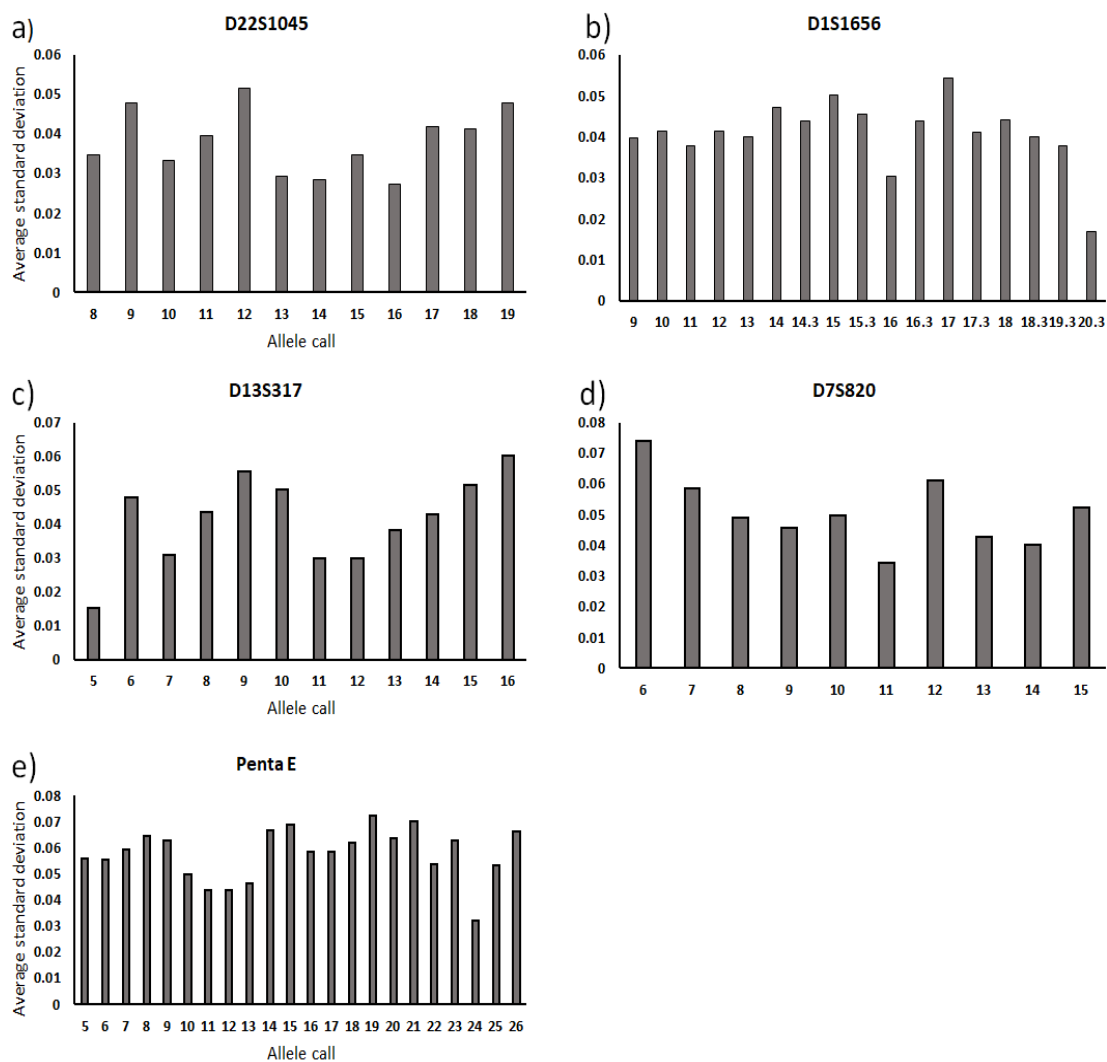 a)
D22S1045
Average standard deviation
0.06
0.05
0.04
0.03
0.02
0.01
0
8 9 10 11 12 13 14 15 16 17 18 19
Allele call
b)
D1S1656
0.06
0.05
0.04
0.03
0.02
0.01
0
9 10 11 12 13 14 14.3 15 15.3 16 16.3 17 17.3 18 18.3 19.3 20.3
c)
D13S317
Average standard deviation
0.07
0.06
0.05
0.04
0.03
0.02
0.01
0
5 6 7 8 9 10 11 12 13 14 15 16
Allele call
d)
D7S820
0.08
0.07
0.06
0.05
0.04
0.03
0.02
0.01
0
6 7 8 9 10 11 12 13 14 15
e)
Penta E
Average standard deviation
0.08
0.07
0.06
0.05
0.04
0.03
0.02
0.01
0
5 6 7 8 9 10 11 12 13 14 15 16 17 18 19 20 21 22 23 24 25 26
Allele call